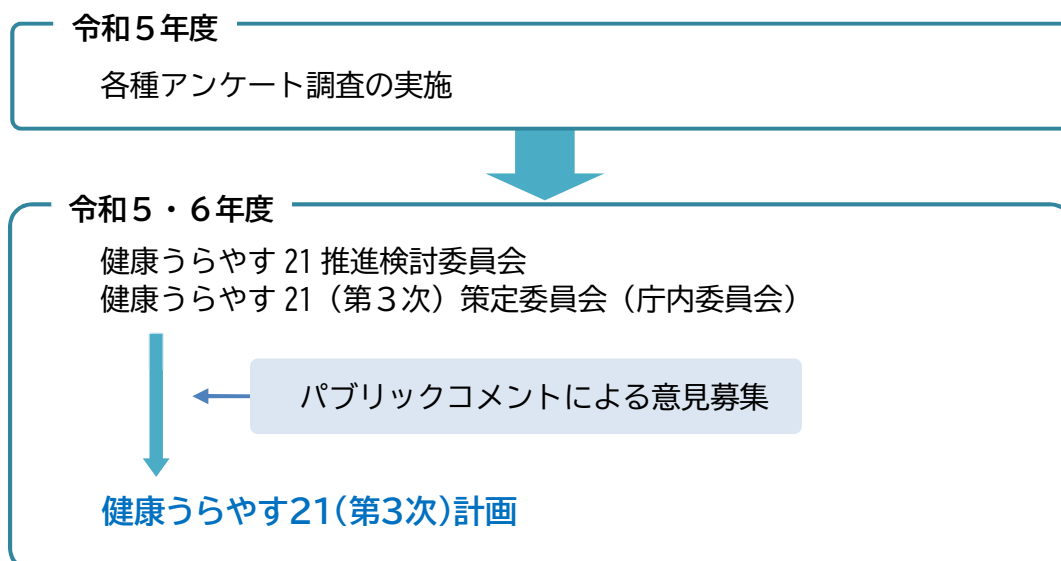 令和５年度
各種アンケート調査の実施
令和５・６年度
健康うらやす 21 推進検討委員会
健康うらやす 21（第３次）策定委員会（庁内委員会）
パブリックコメントによる意見募集
健康うらやす21(第3次)計画